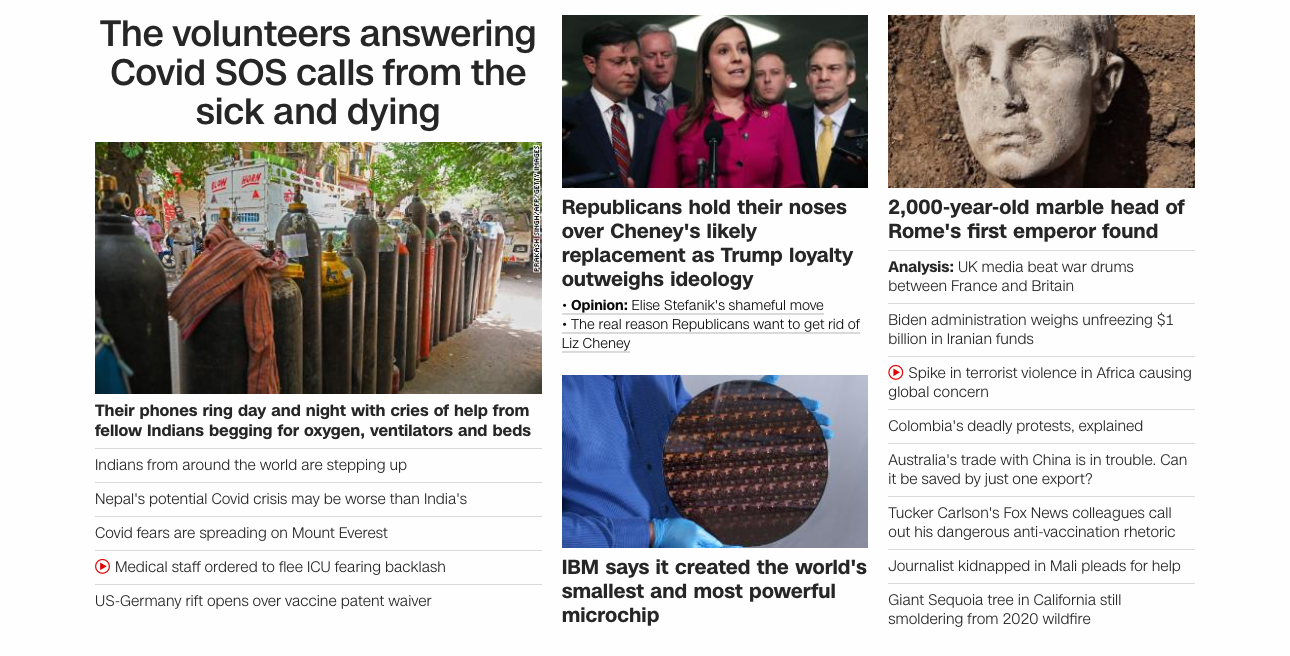 The volunteers answering
Covid SOS calls from the
sick and dying
BLOW HORN
PRAKASH SINGH/AFP/GETTY IMAGES
Their phones ring day and night with cries of help from
fellow Indians begging for oxygen, ventilators and beds
Indians from around the world are stepping up
Nepal's potential Covid crisis may be worse than India's
Covid fears are spreading on Mount Everest
Medical staff ordered to flee ICU fearing backlash
US-Germany rift opens over vaccine patent waiver
Republicans hold their noses
over Cheney's likely
replacement as Trump loyalty
outweighs ideology
• Opinion: Elise Stefanik's shameful move
• The real reason Republicans want to get rid of
Liz Cheney
IBM says it created the world's
smallest and most powerful
microchip
2,000-year-old marble head of
Rome's first emperor found
Analysis: UK media beat war drums
between France and Britain
Biden administration weighs unfreezing $1
billion in Iranian funds
Spike in terrorist violence in Africa causing
global concern
Colombia's deadly protests, explained
Australia's trade with China is in trouble. Can
it be saved by just one export?
Tucker Carlson's Fox News colleagues call
out his dangerous anti-vaccination rhetoric
Journalist kidnapped in Mali pleads for help
Giant Sequoia tree in California still
smoldering from 2020 wildfire